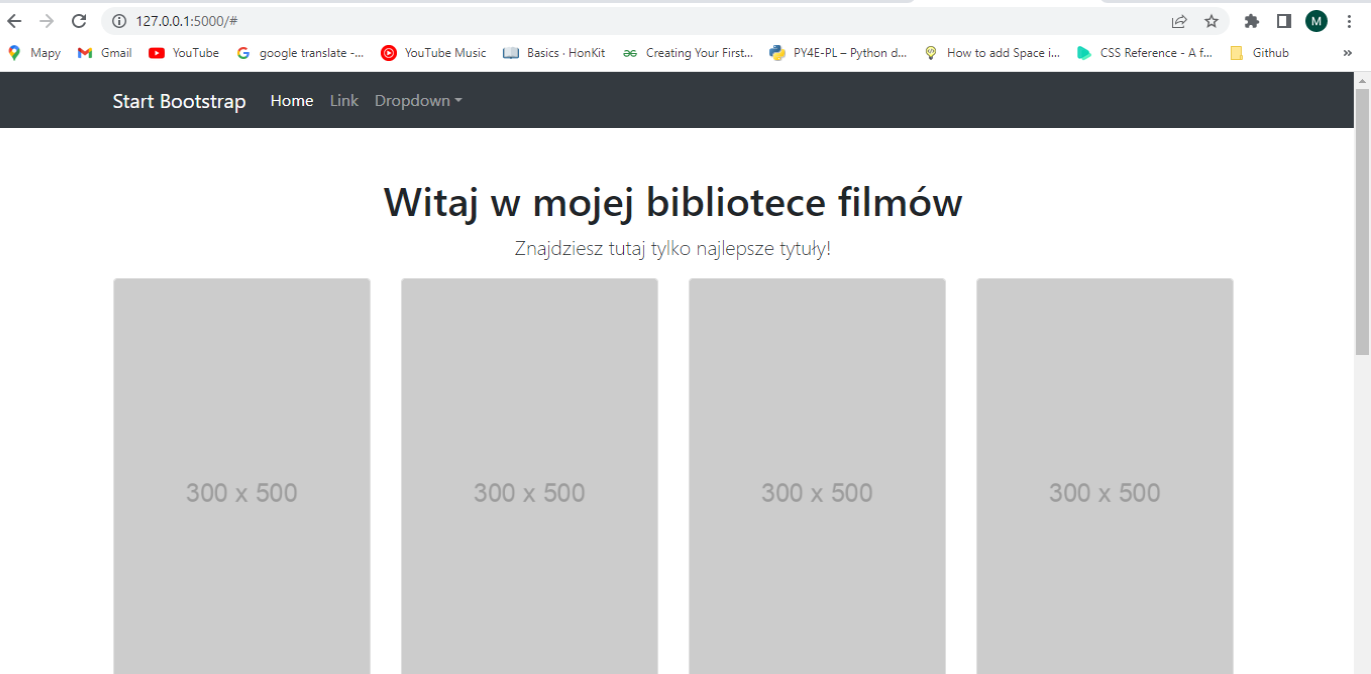 127.0.0.1:5000/#
M
Mapy Gmail YouTube google translate -... YouTube Music Basics · HonKit Creating Your First... PY4E-PL – Python d... How to add Space i... CSS Reference - A f... Github »
Start Bootstrap Home Link Dropdown
Witaj w mojej bibliotece filmów
Znajdziesz tutaj tylko najlepsze tytuły!
300 x 500 300 x 500 300 x 500 300 x 500